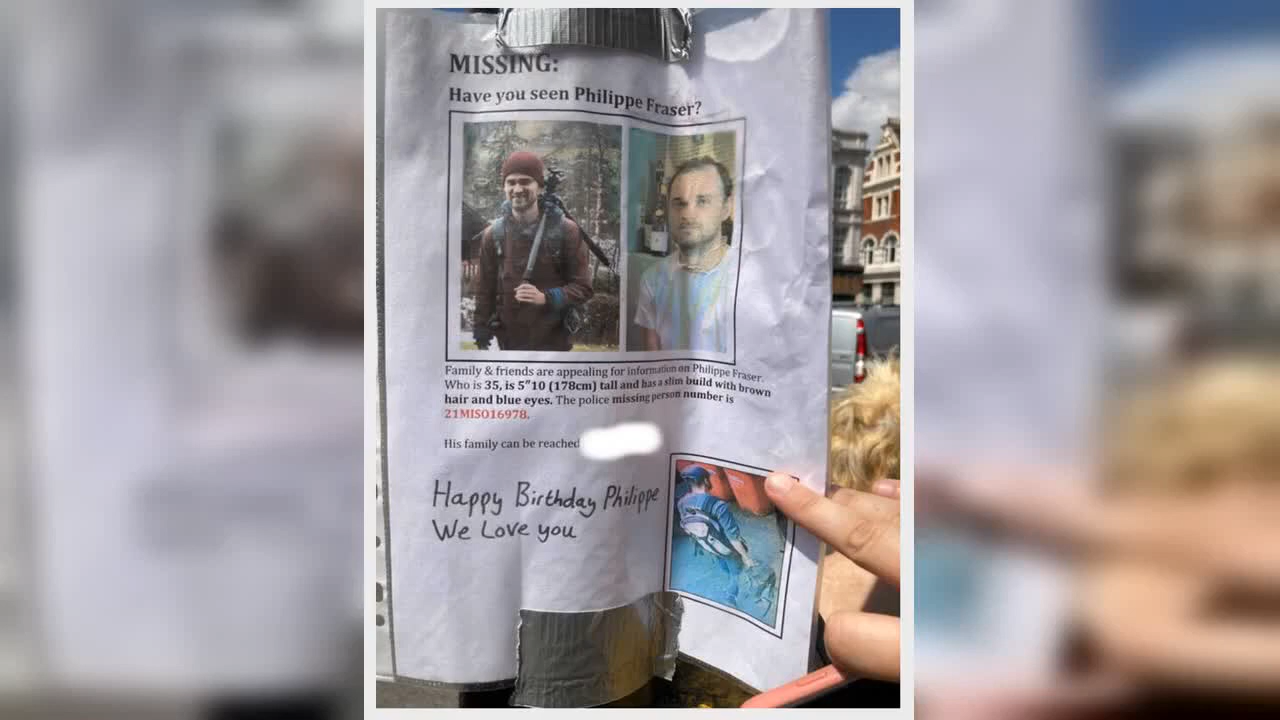 MISSING:
Have you seen Philippe Fraser?
Family & friends are appealing for information on Philippe Fraser.
Who is 35, is 5"10 (178cm) tall and has a slim build with brown
hair and blue eyes. The police missing person number is
21MISO16978.
His family can be reached
Happy Birthday Philippe
We Love you